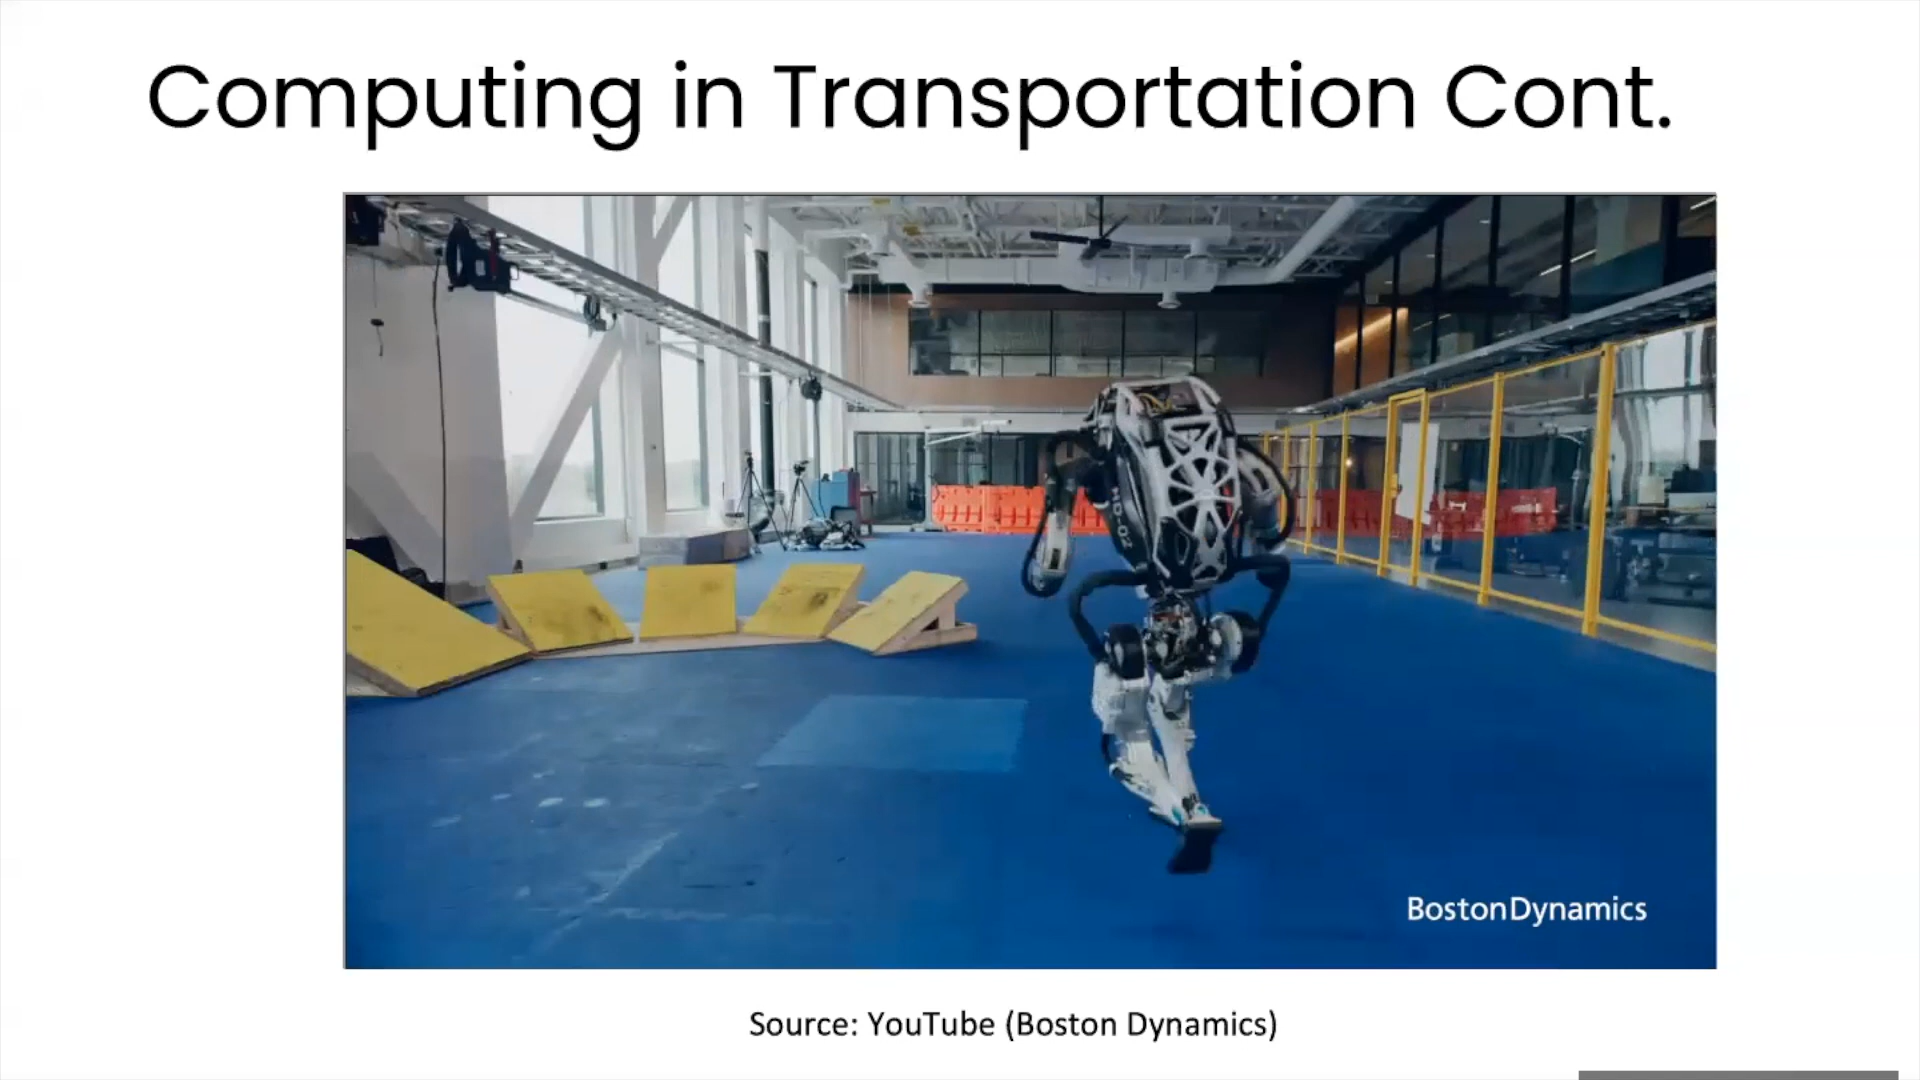 Computing in Transportation Cont.
BostonDynamics
Source: YouTube (Boston Dynamics)